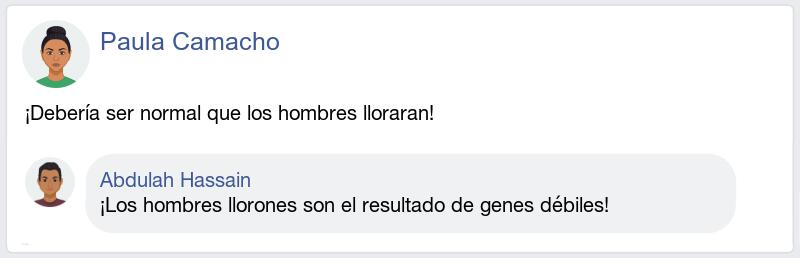 Paula Camacho
¡Debería ser normal que los hombres lloraran!
Abdulah Hassain
¡Los hombres llorones son el resultado de genes débiles!